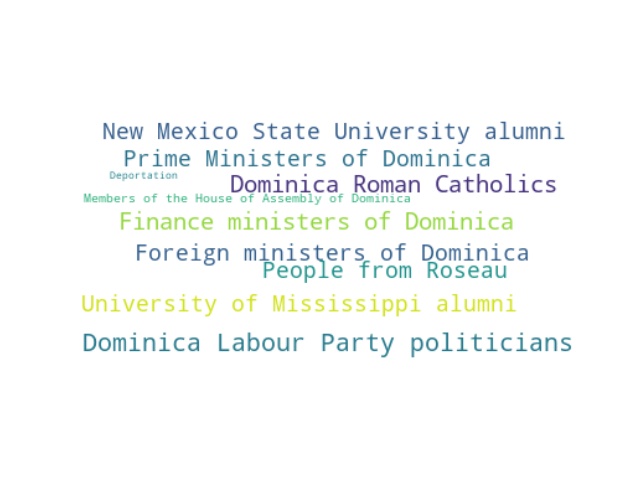 New Mexico State University alumni
Prime Ministers of Dominica
Deportation
Dominica Roman Catholics
Members of the House of Assembly of Dominica
Finance ministers of Dominica
Foreign ministers of Dominica
People from Roseau
University of Mississippi alumni
Dominica Labour Party politicians